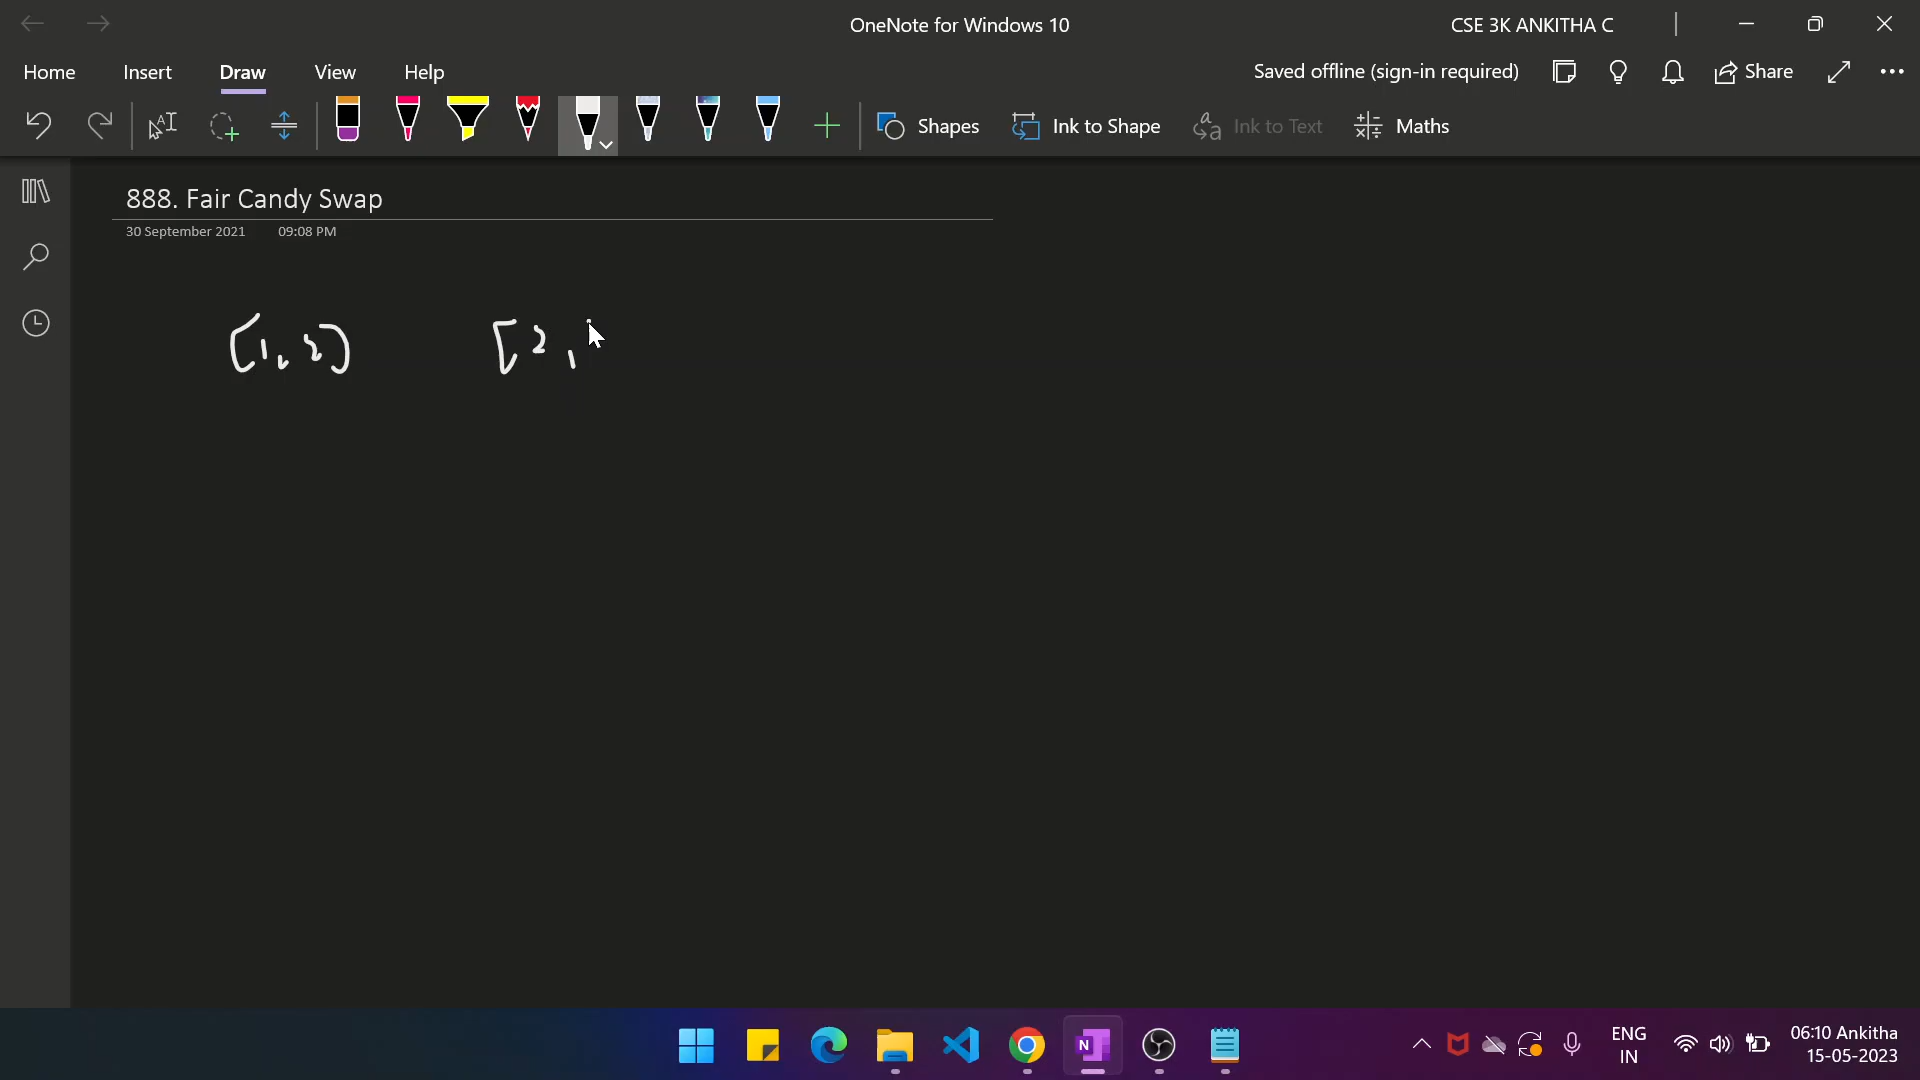 OneNote for Windows 10
CSE 3K ANKITHA C
Home Insert Draw View Help
Saved offline (sign-in required) Share
Shapes Ink to Shape Ink to Text Maths
888. Fair Candy Swap
30 September 2021 09:08 PM
[1, 2] [2,
ENG
IN
06:10 Ankitha
15-05-2023